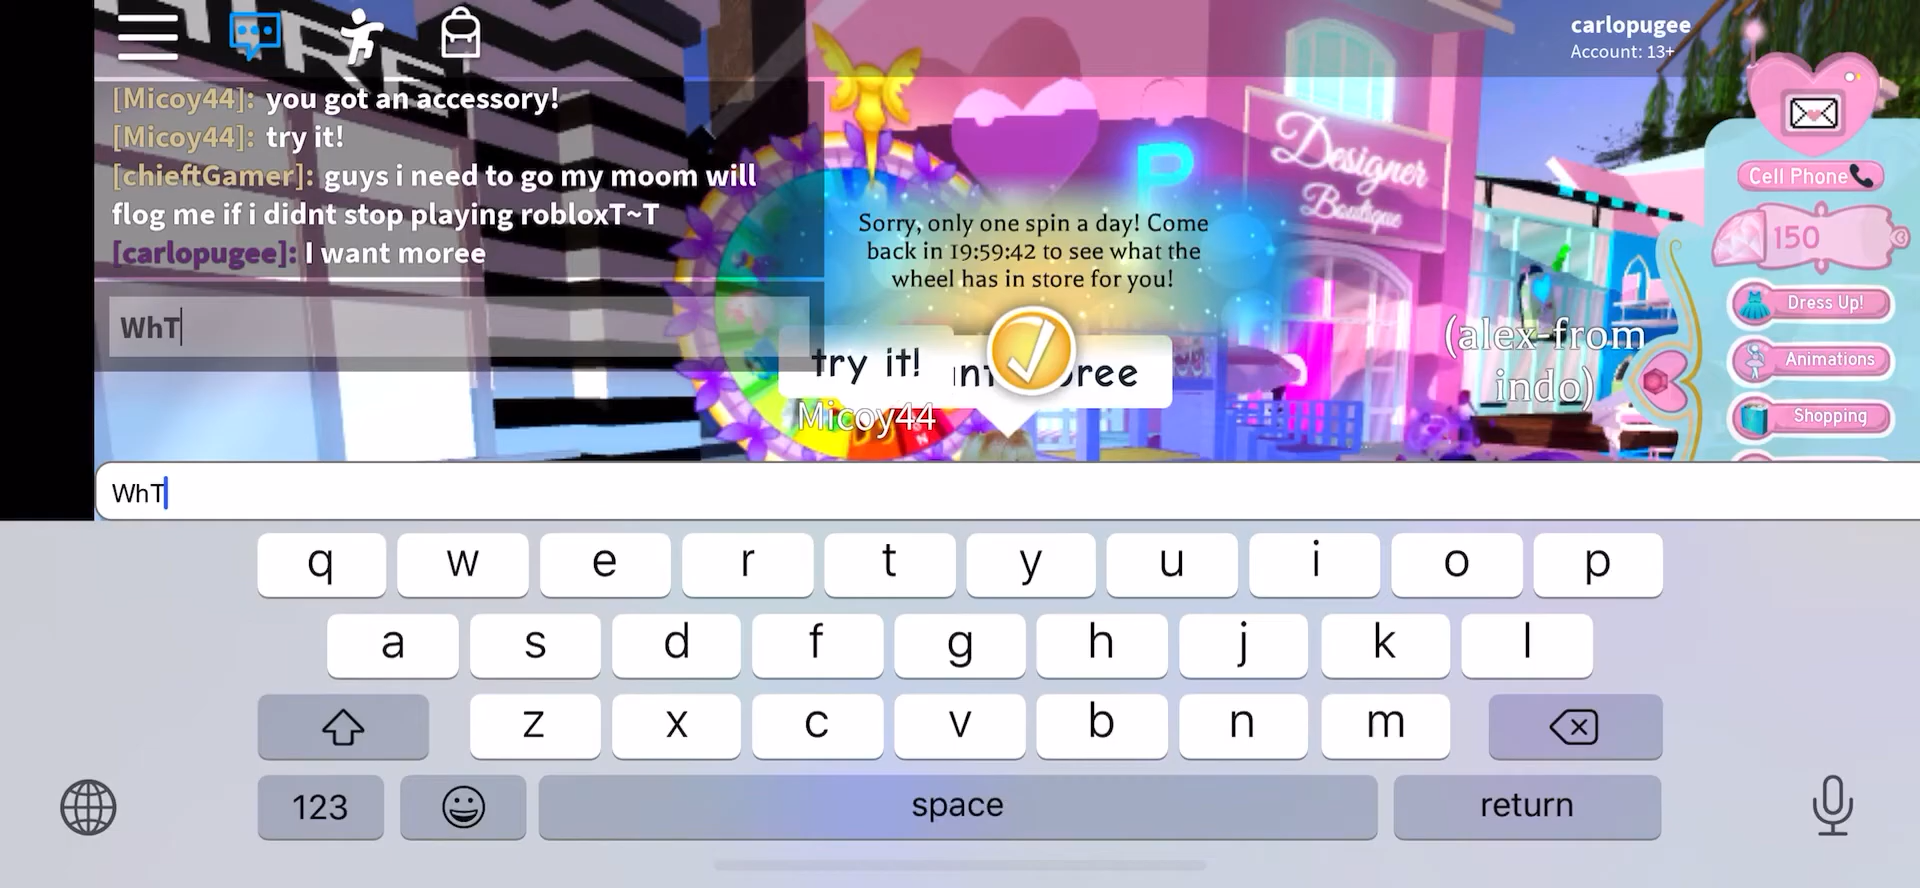 carlopugee
Account: 13+
[Micoy44]: you got an accessory!
[Micoy44]: try it!
[chieftGamer]: guys i need to go my moom will
flog me if i didnt stop playing robloxT~T
[carlopugee]: I want moree
WhT
P
Designer
Boutique
Sorry, only one spin a day! Come
back in 19:59:42 to see what the
wheel has in store for you!
try it!
Micoy44
(alex-from
indo)
Cell Phone
150
Dress Up!
Animations
Shopping
WhT
q w e r t y u i o p
a s d f g h j k l
z x c v b n m
123 space return